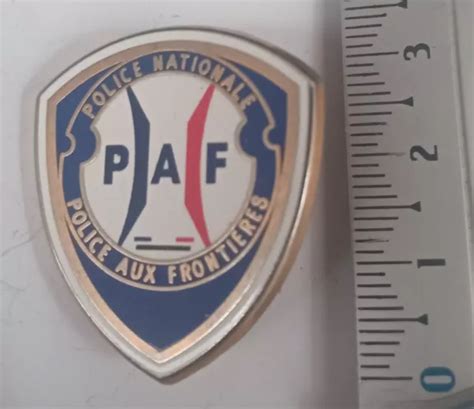 POLICE NATIONALE
PAF
POLICE AUX FRONTIERES
3
2
1
0